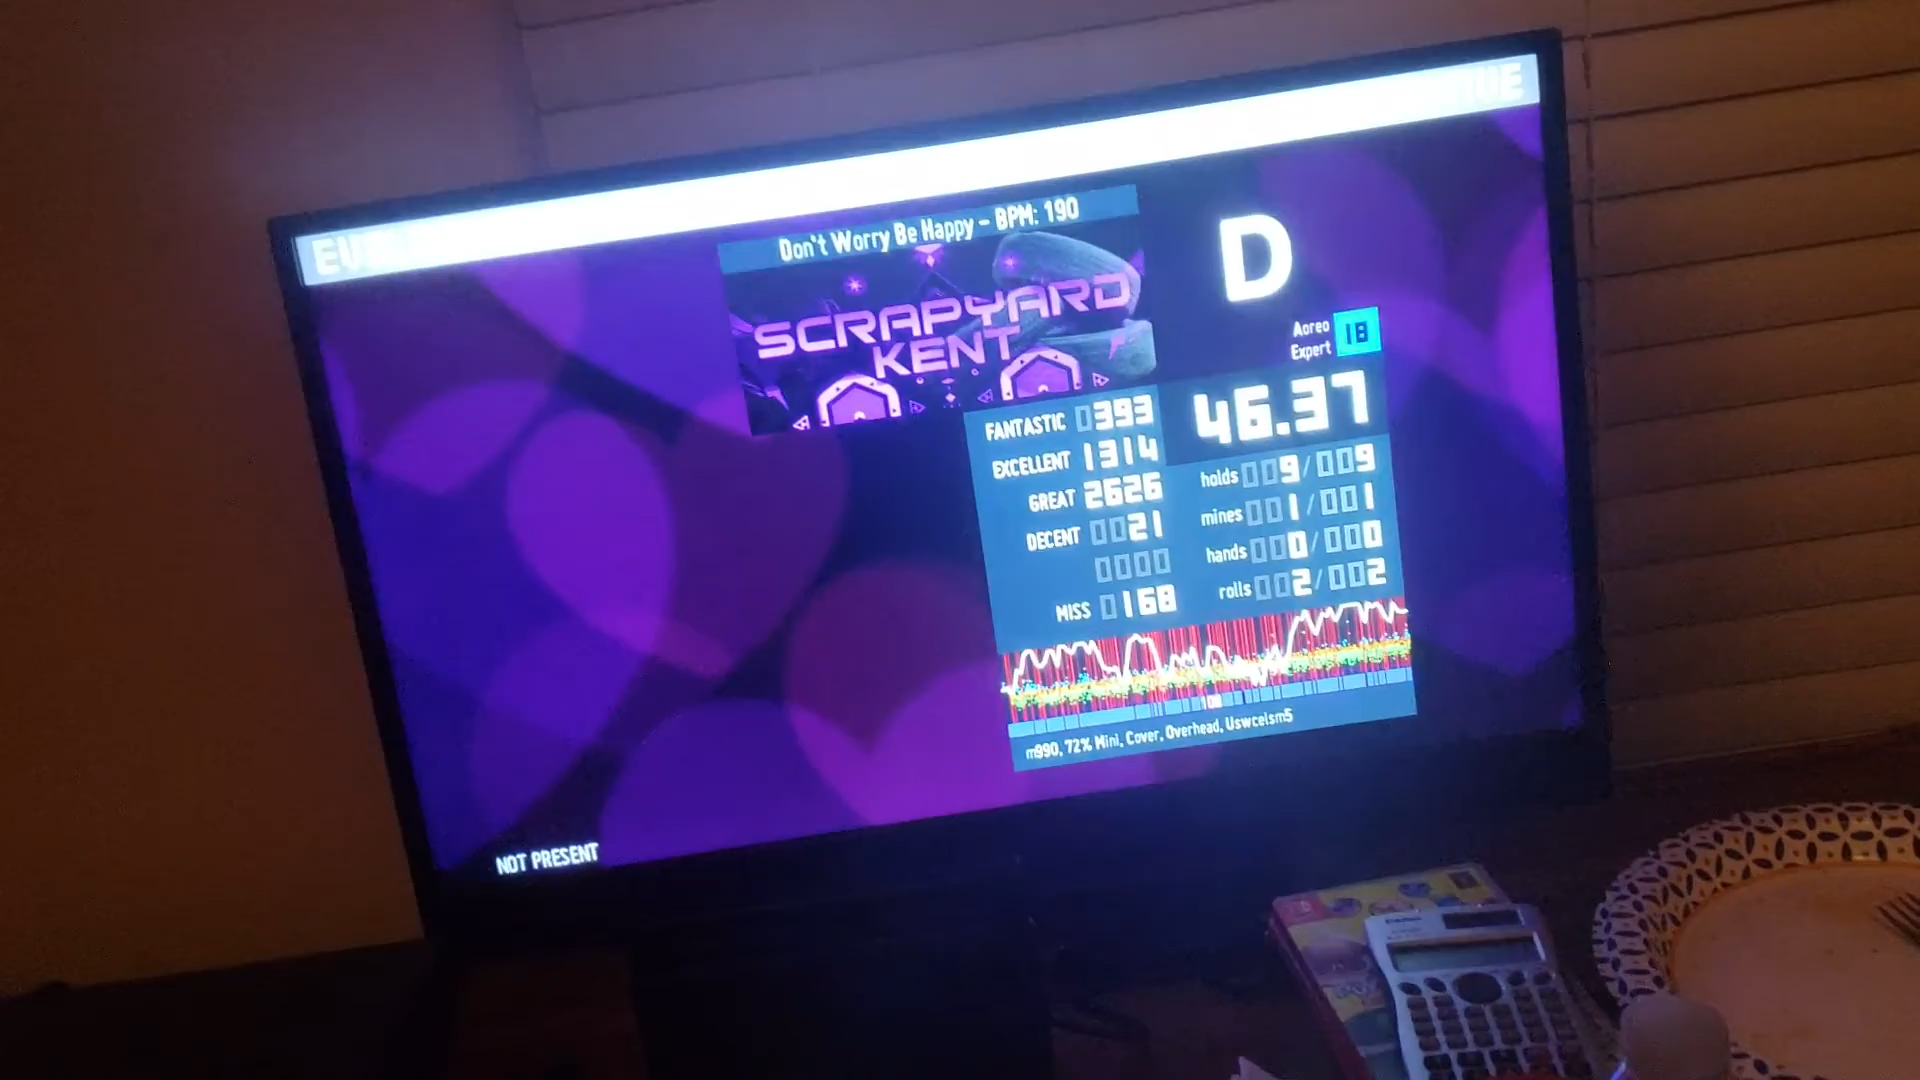 Don't Worry Be Happy - BPM: 190
SCRAPYARD
KENT
D
Aoreo
Expert
18
46.37
FANTASTIC 0393
EXCELLENT 1314
GREAT 2626
DECENT 0021
0000
MISS 0168
holds 009/009
mines 001/001
hands 000/000
rolls 002/002
m990, 72% Mini, Cover, Overhead, Uswcelsm5
NOT PRESENT